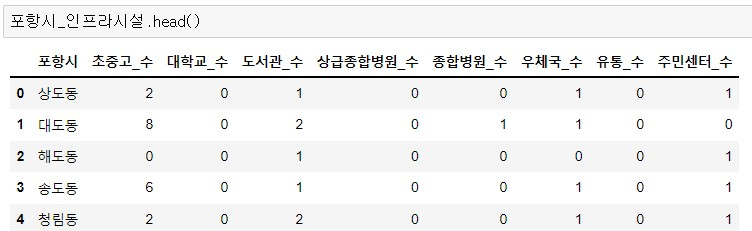 포항시_인프라시설.head()
포항시 초중고_수 대학교_수 도서관_수 상급종합병원_수 종합병원_수 우체국_수 유통_수 주민센터_수
0 상도동 2 0 1 0 0 1 0 1
1 대도동 8 0 2 0 1 1 0 0
2 해도동 0 0 1 0 0 0 0 1
3 송도동 6 0 1 0 0 1 0 1
4 청림동 2 0 2 0 0 1 0 1